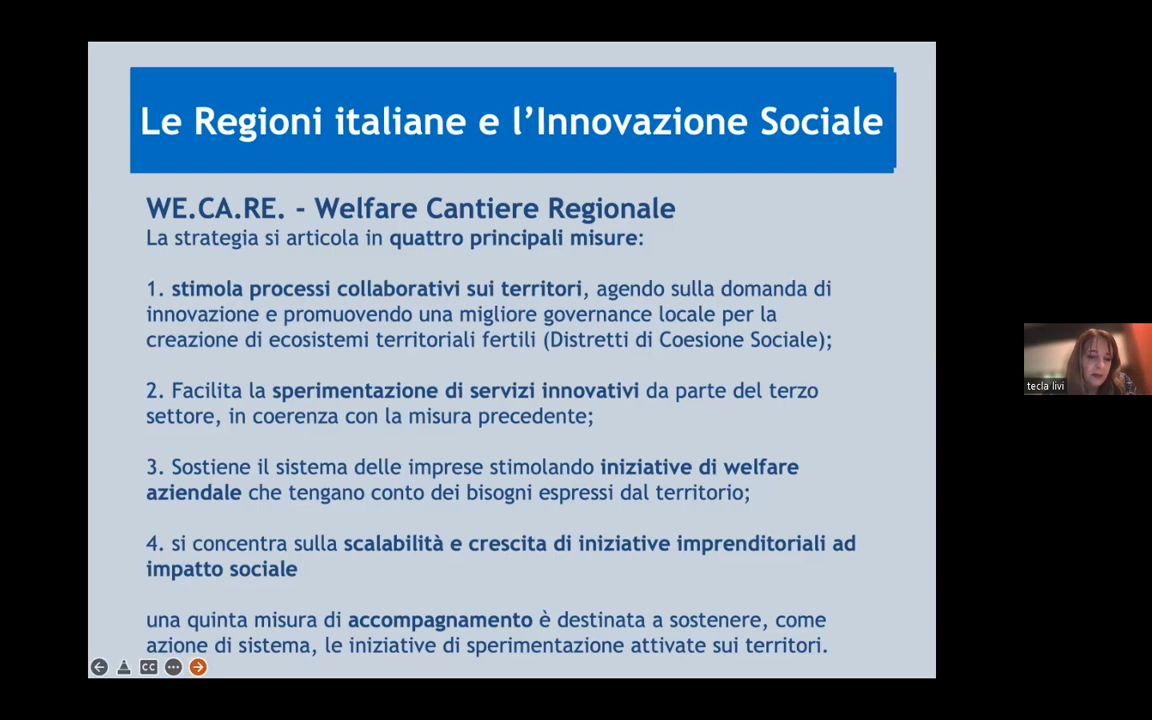 Le Regioni italiane e l’Innovazione Sociale
WE.CA.RE. - Welfare Cantiere Regionale
La strategia si articola in quattro principali misure:
1. stimola processi collaborativi sui territori, agendo sulla domanda di
innovazione e promuovendo una migliore governance locale per la
creazione di ecosistemi territoriali fertili (Distretti di Coesione Sociale);
2. Facilita la sperimentazione di servizi innovativi da parte del terzo
settore, in coerenza con la misura precedente;
3. Sostiene il sistema delle imprese stimolando iniziative di welfare
aziendale che tengano conto dei bisogni espressi dal territorio;
4. si concentra sulla scalabilità e crescita di iniziative imprenditoriali ad
impatto sociale
una quinta misura di accompagnamento è destinata a sostenere, come
azione di sistema, le iniziative di sperimentazione attivate sui territori.
CC
tecla livi